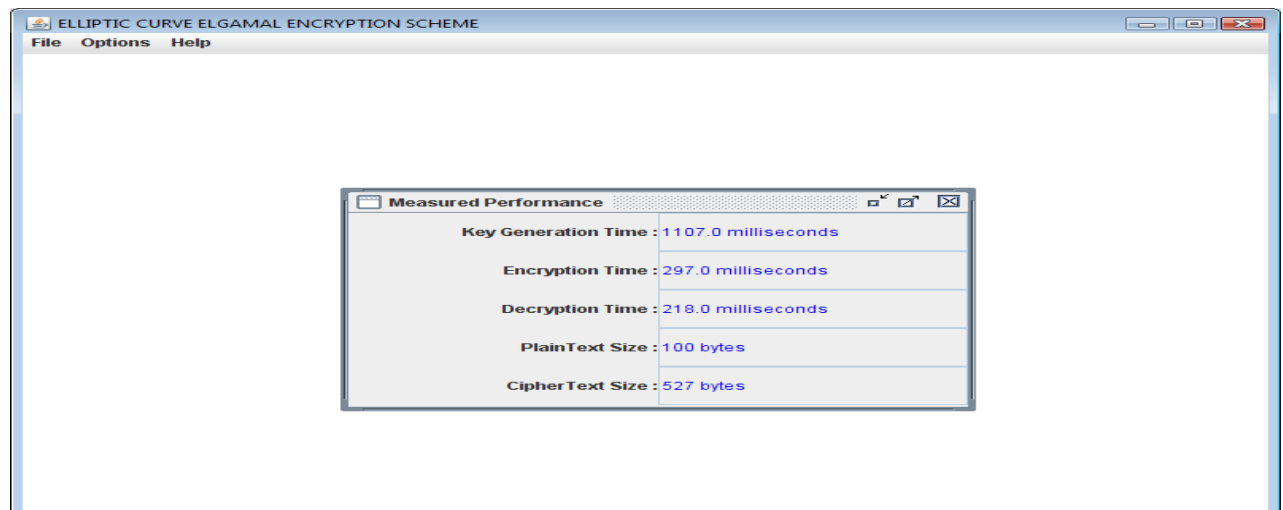 ELLIPTIC CURVE ELGAMAL ENCRYPTION SCHEME
File Options Help
Measured Performance
Key Generation Time : 1107.0 milliseconds
Encryption Time : 297.0 milliseconds
Decryption Time : 218.0 milliseconds
PlainText Size : 100 bytes
CipherText Size : 527 bytes